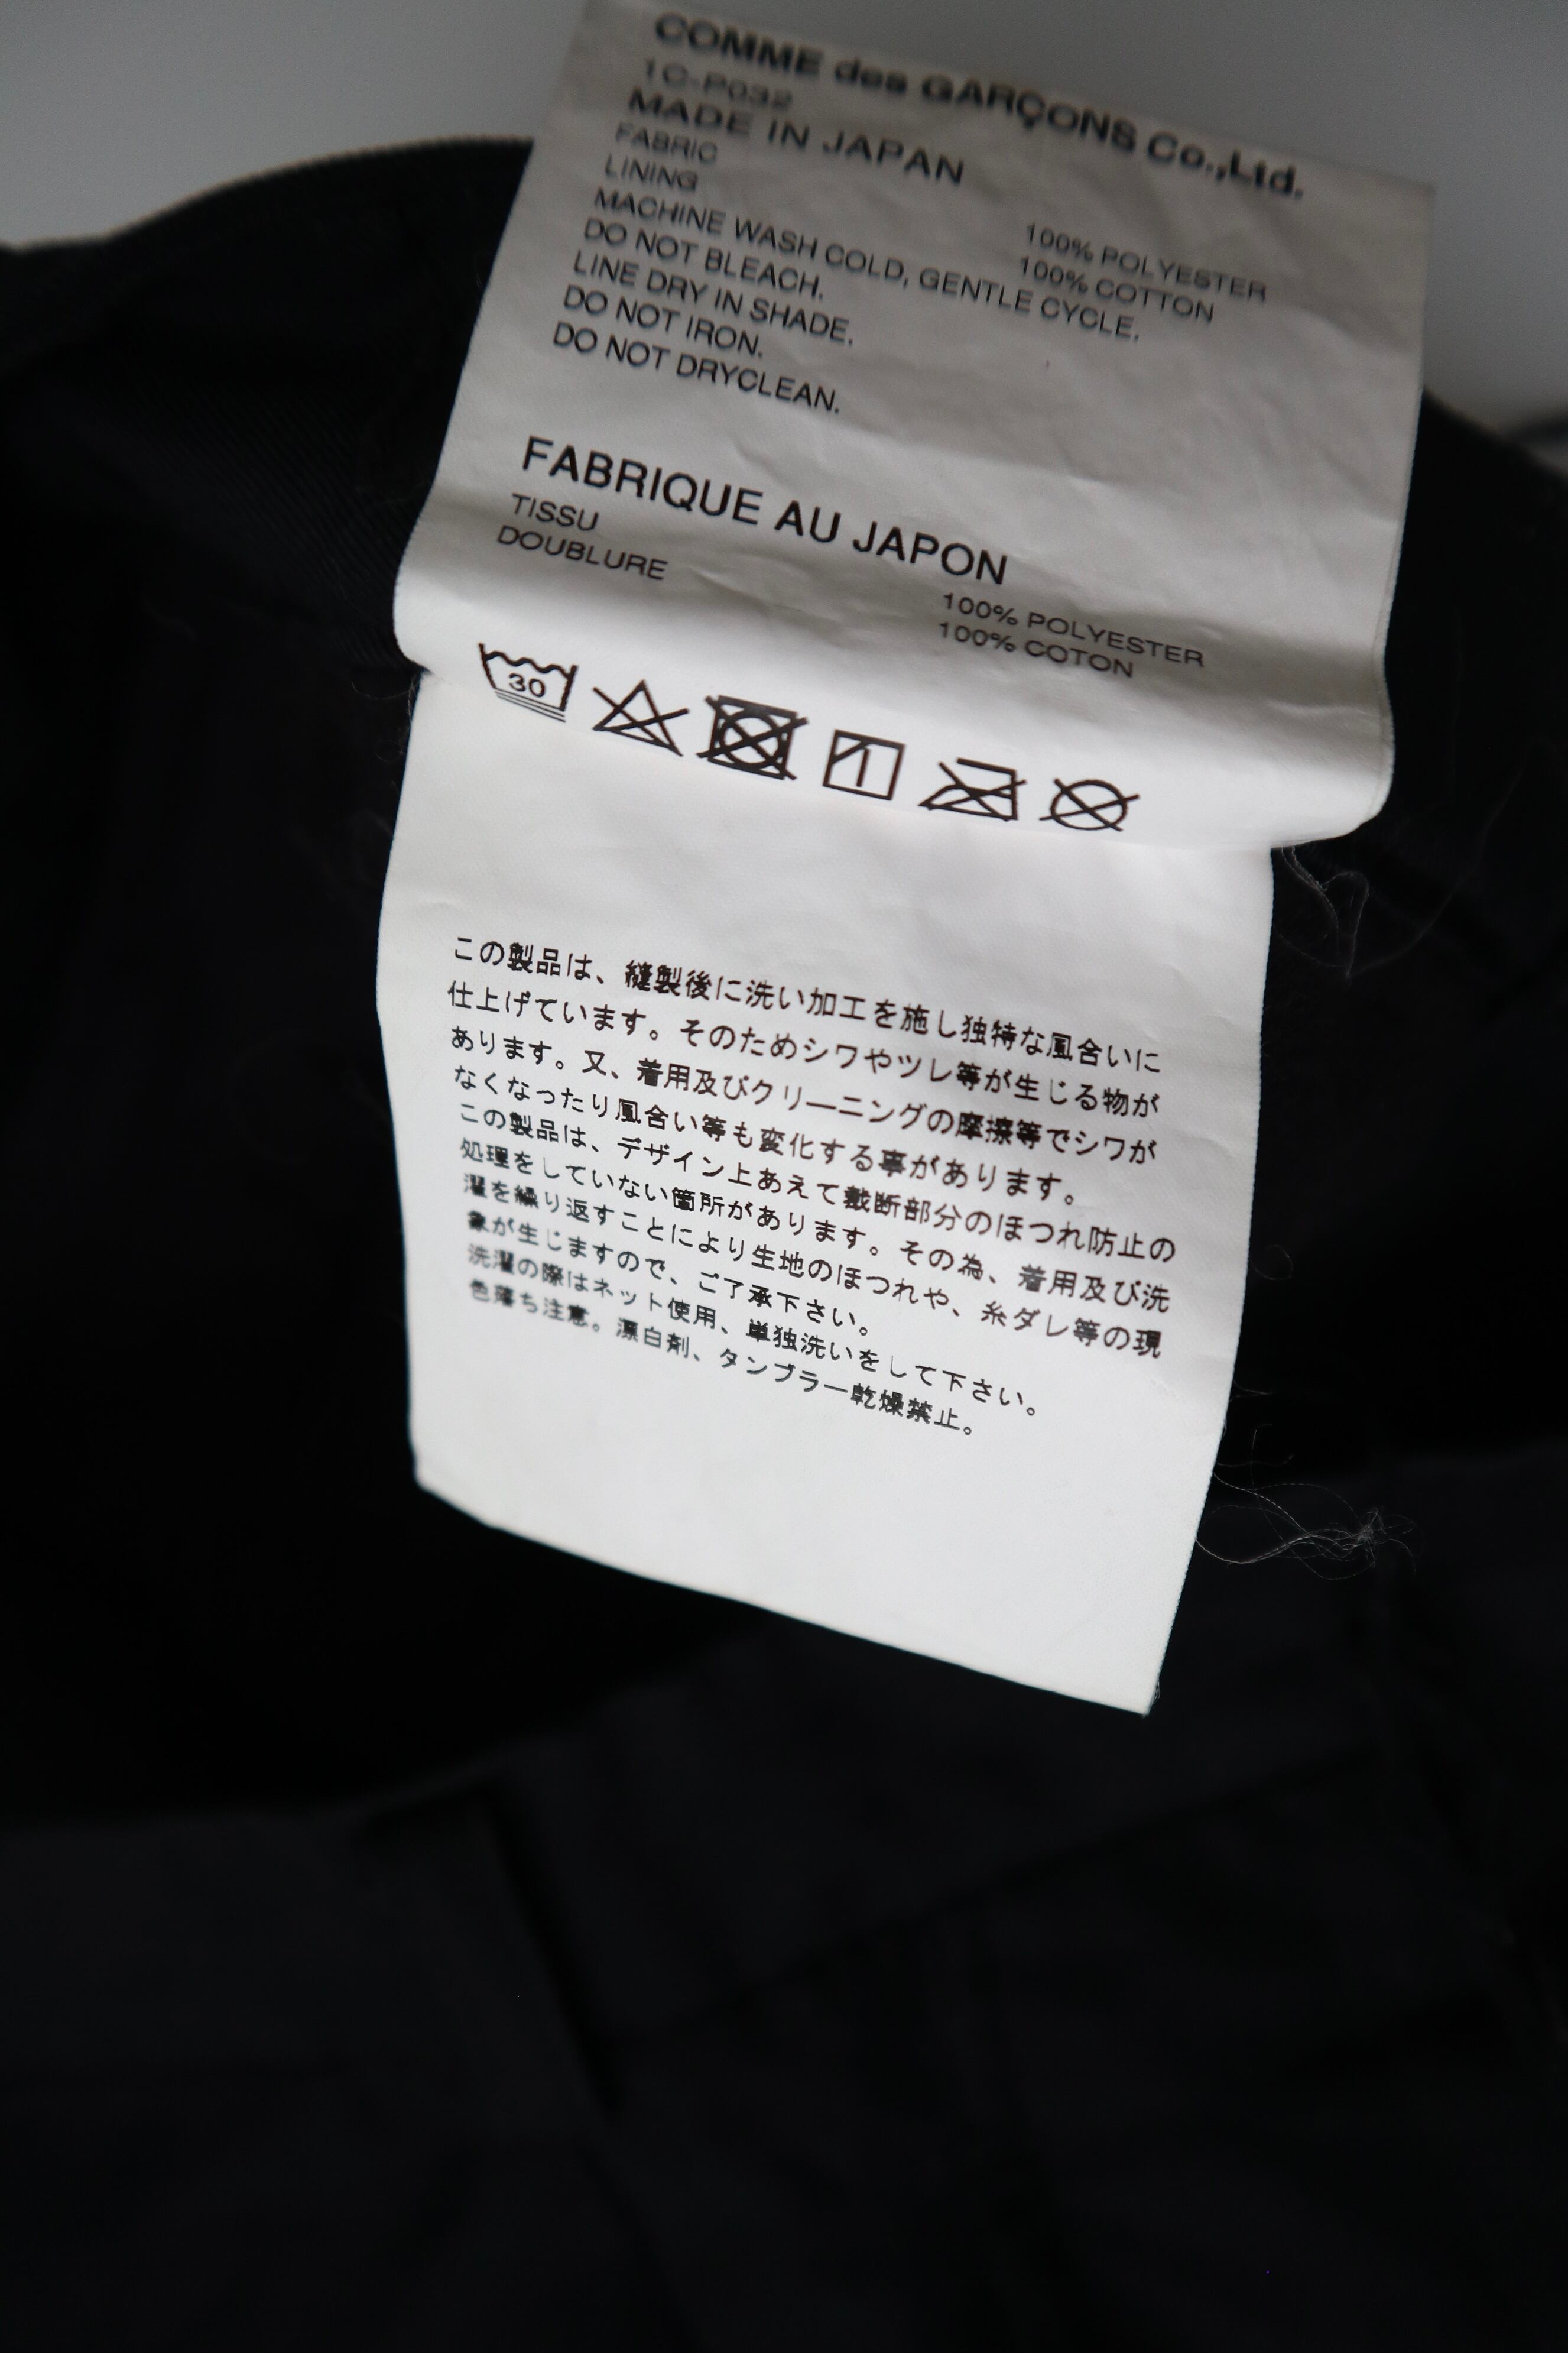 COMME des GARÇONS Co.,Ltd.
1C-P032
MADE IN JAPAN
FABRIC 100% POLYESTER
LINING 100% COTTON
MACHINE WASH COLD, GENTLE CYCLE.
DO NOT BLEACH.
LINE DRY IN SHADE.
DO NOT IRON.
DO NOT DRYCLEAN.
FABRIQUE AU JAPON
TISSU 100% POLYESTER
DOUBLURE 100% COTON
30
この製品は、縫製後に洗い加工を施し独特な風合いに
仕上げています。そのためシワやツレ等が生じる物が
あります。又、着用及びクリーニングの摩擦等でシワが
なくなったり風合い等も変化する事があります。
この製品は、デザイン上あえて裁断部分のほつれ防止の
処理をしていない箇所があります。その為、着用及び洗
濯を繰り返すことにより生地のほつれや、糸ダレ等の現
象が生じますので、ご了承下さい。
洗濯の際はネット使用、単独洗いをして下さい。
色落ち注意。漂白剤、タンブラー乾燥禁止。